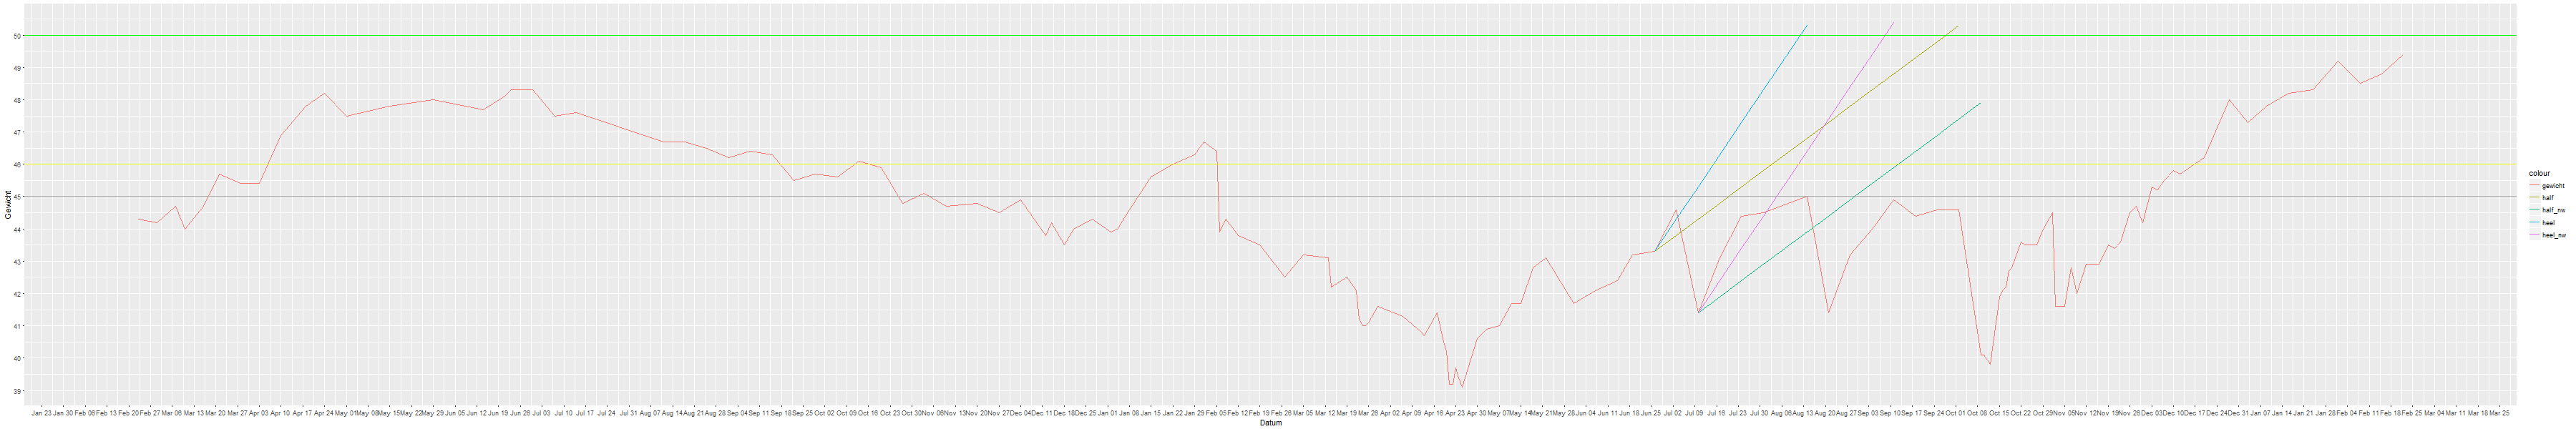 50
49
48
47
46
45
44
43
42
41
40
39
Gewicht
Jan 23 Jan 30 Feb 06 Feb 13 Feb 20 Feb 27 Mar 06 Mar 13 Mar 20 Mar 27 Apr 03 Apr 10 Apr 17 Apr 24 May 01 May 08 May 15 May 22 May 29 Jun 05 Jun 12 Jun 19 Jun 26 Jul 03 Jul 10 Jul 17 Jul 24 Jul 31 Aug 07 Aug 14 Aug 21 Aug 28 Sep 04 Sep 11 Sep 18 Sep 25 Oct 02 Oct 09 Oct 16 Oct 23 Oct 30 Nov 06 Nov 13 Nov 20 Nov 27 Dec 04 Dec 11 Dec 18 Dec 25 Jan 01 Jan 08 Jan 15 Jan 22 Jan 29 Feb 05 Feb 12 Feb 19 Feb 26 Mar 05 Mar 12 Mar 19 Mar 26 Apr 02 Apr 09 Apr 16 Apr 23 Apr 30 May 07 May 14 May 21 May 28 Jun 04 Jun 11 Jun 18 Jun 25 Jul 02 Jul 09 Jul 16 Jul 23 Jul 30 Aug 06 Aug 13 Aug 20 Aug 27 Sep 03 Sep 10 Sep 17 Sep 24 Oct 01 Oct 08 Oct 15 Oct 22 Oct 29 Nov 05 Nov 12 Nov 19 Nov 26 Dec 03 Dec 10 Dec 17 Dec 24 Dec 31 Jan 07 Jan 14 Jan 21 Jan 28 Feb 04 Feb 11 Feb 18 Feb 25 Mar 04 Mar 11 Mar 18 Mar 25
Datum
colour
gewicht
half
half_nw
heel
heel_nw